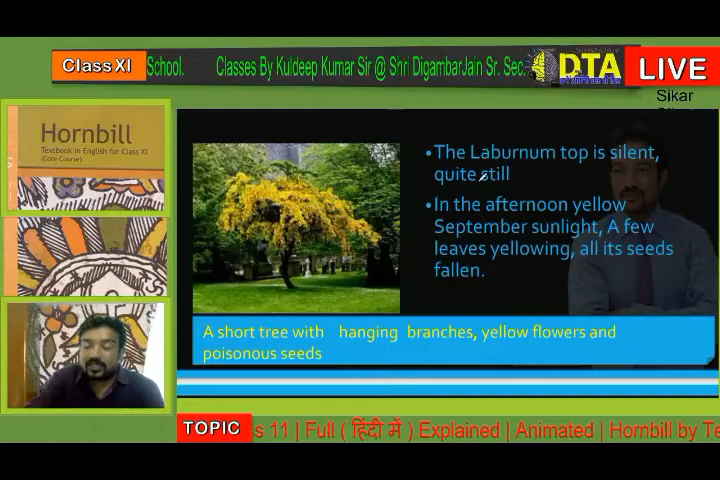 Class XI
School. Classes By Kuldeep Kumar Sir @ Shri DigambarJain Sr. Sec.
DTA
LIVE
Sikar
Hornbill
Textbook in English for Class XI
(Core Course)
•The Laburnum top is silent,
quite still
•In the afternoon yellow
September sunlight, A few
leaves yellowing, all its seeds
fallen.
A short tree with hanging branches, yellow flowers and
poisonous seeds
TOPIC
s 11 | Full ( हिंदी में ) Explained | Animated | Hornbill by Te